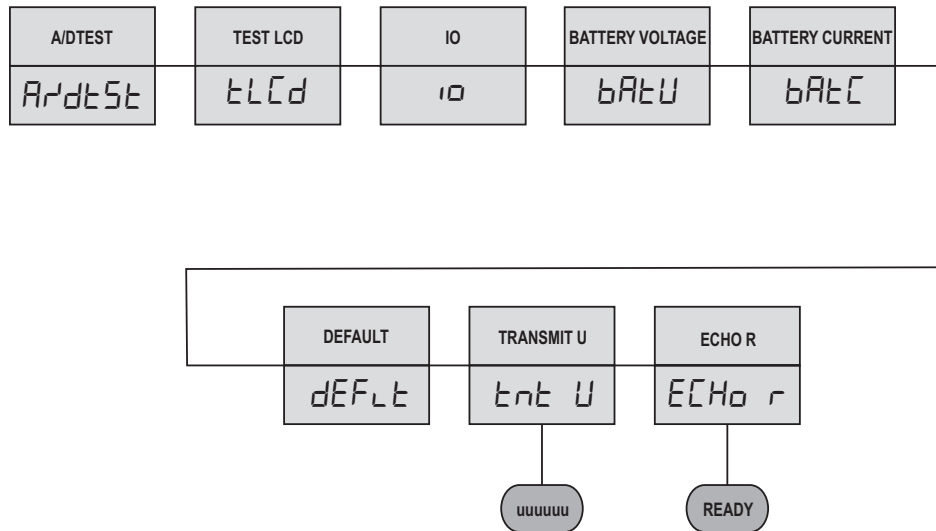 A/DTEST
TEST LCD
IO
BATTERY VOLTAGE
BATTERY CURRENT
A/dtSt
tLCd
io
bAtU
bAtC
DEFAULT
TRANSMIT U
ECHO R
dEFLt
tnt U
ECHo r
uuuuuu
READY